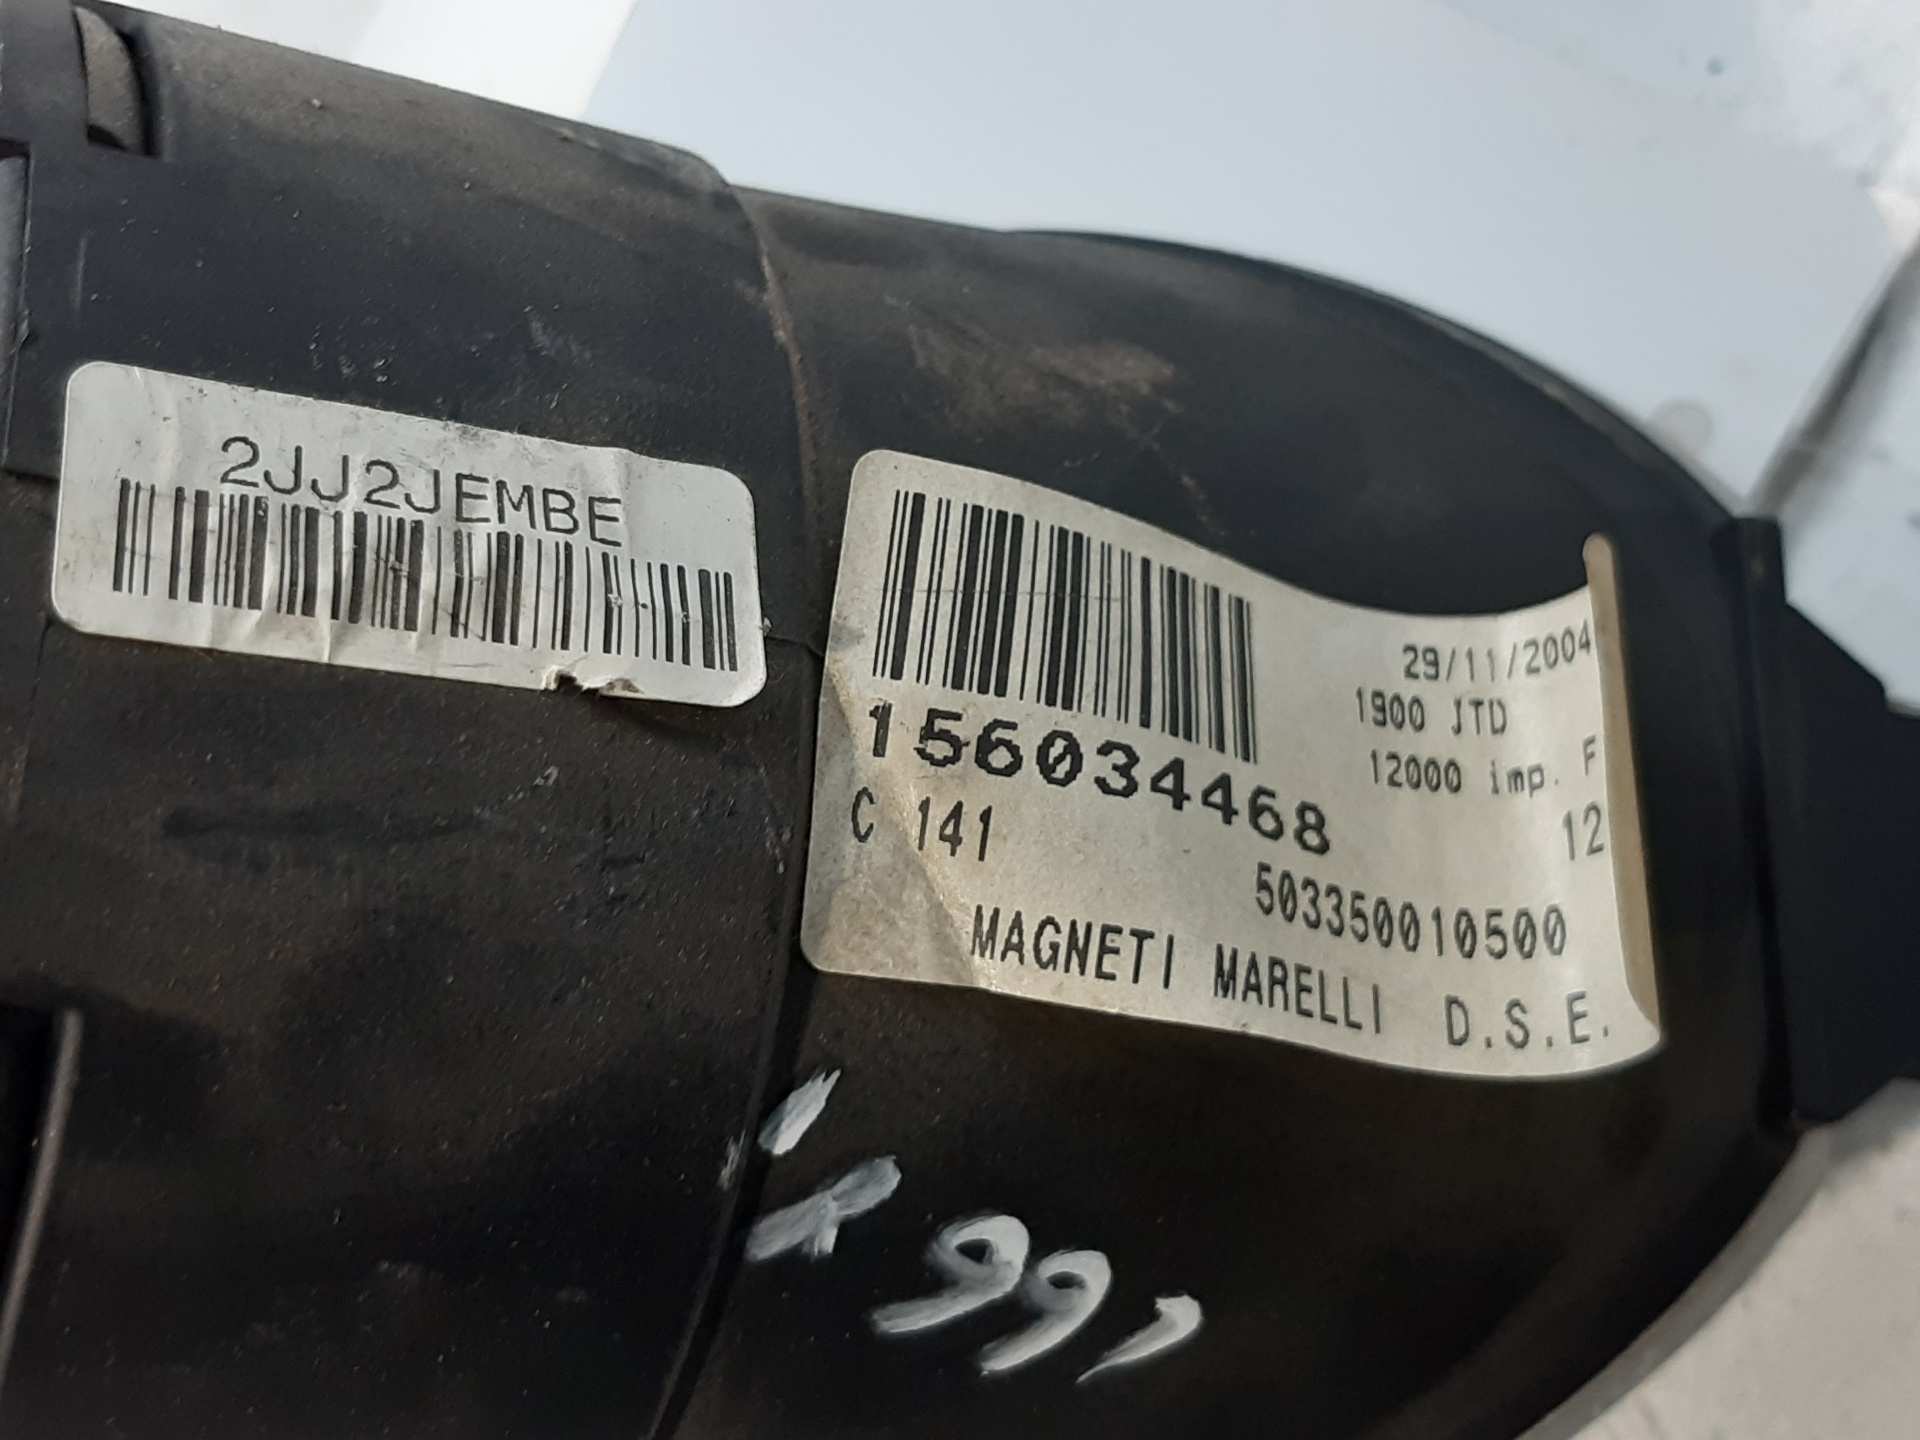 2JJ2JEMBE
29/11/2004
1900 JTD
12000 imp. F
156034468
C 141
12
503350010500
MAGNETI MARELLI D.S.E.